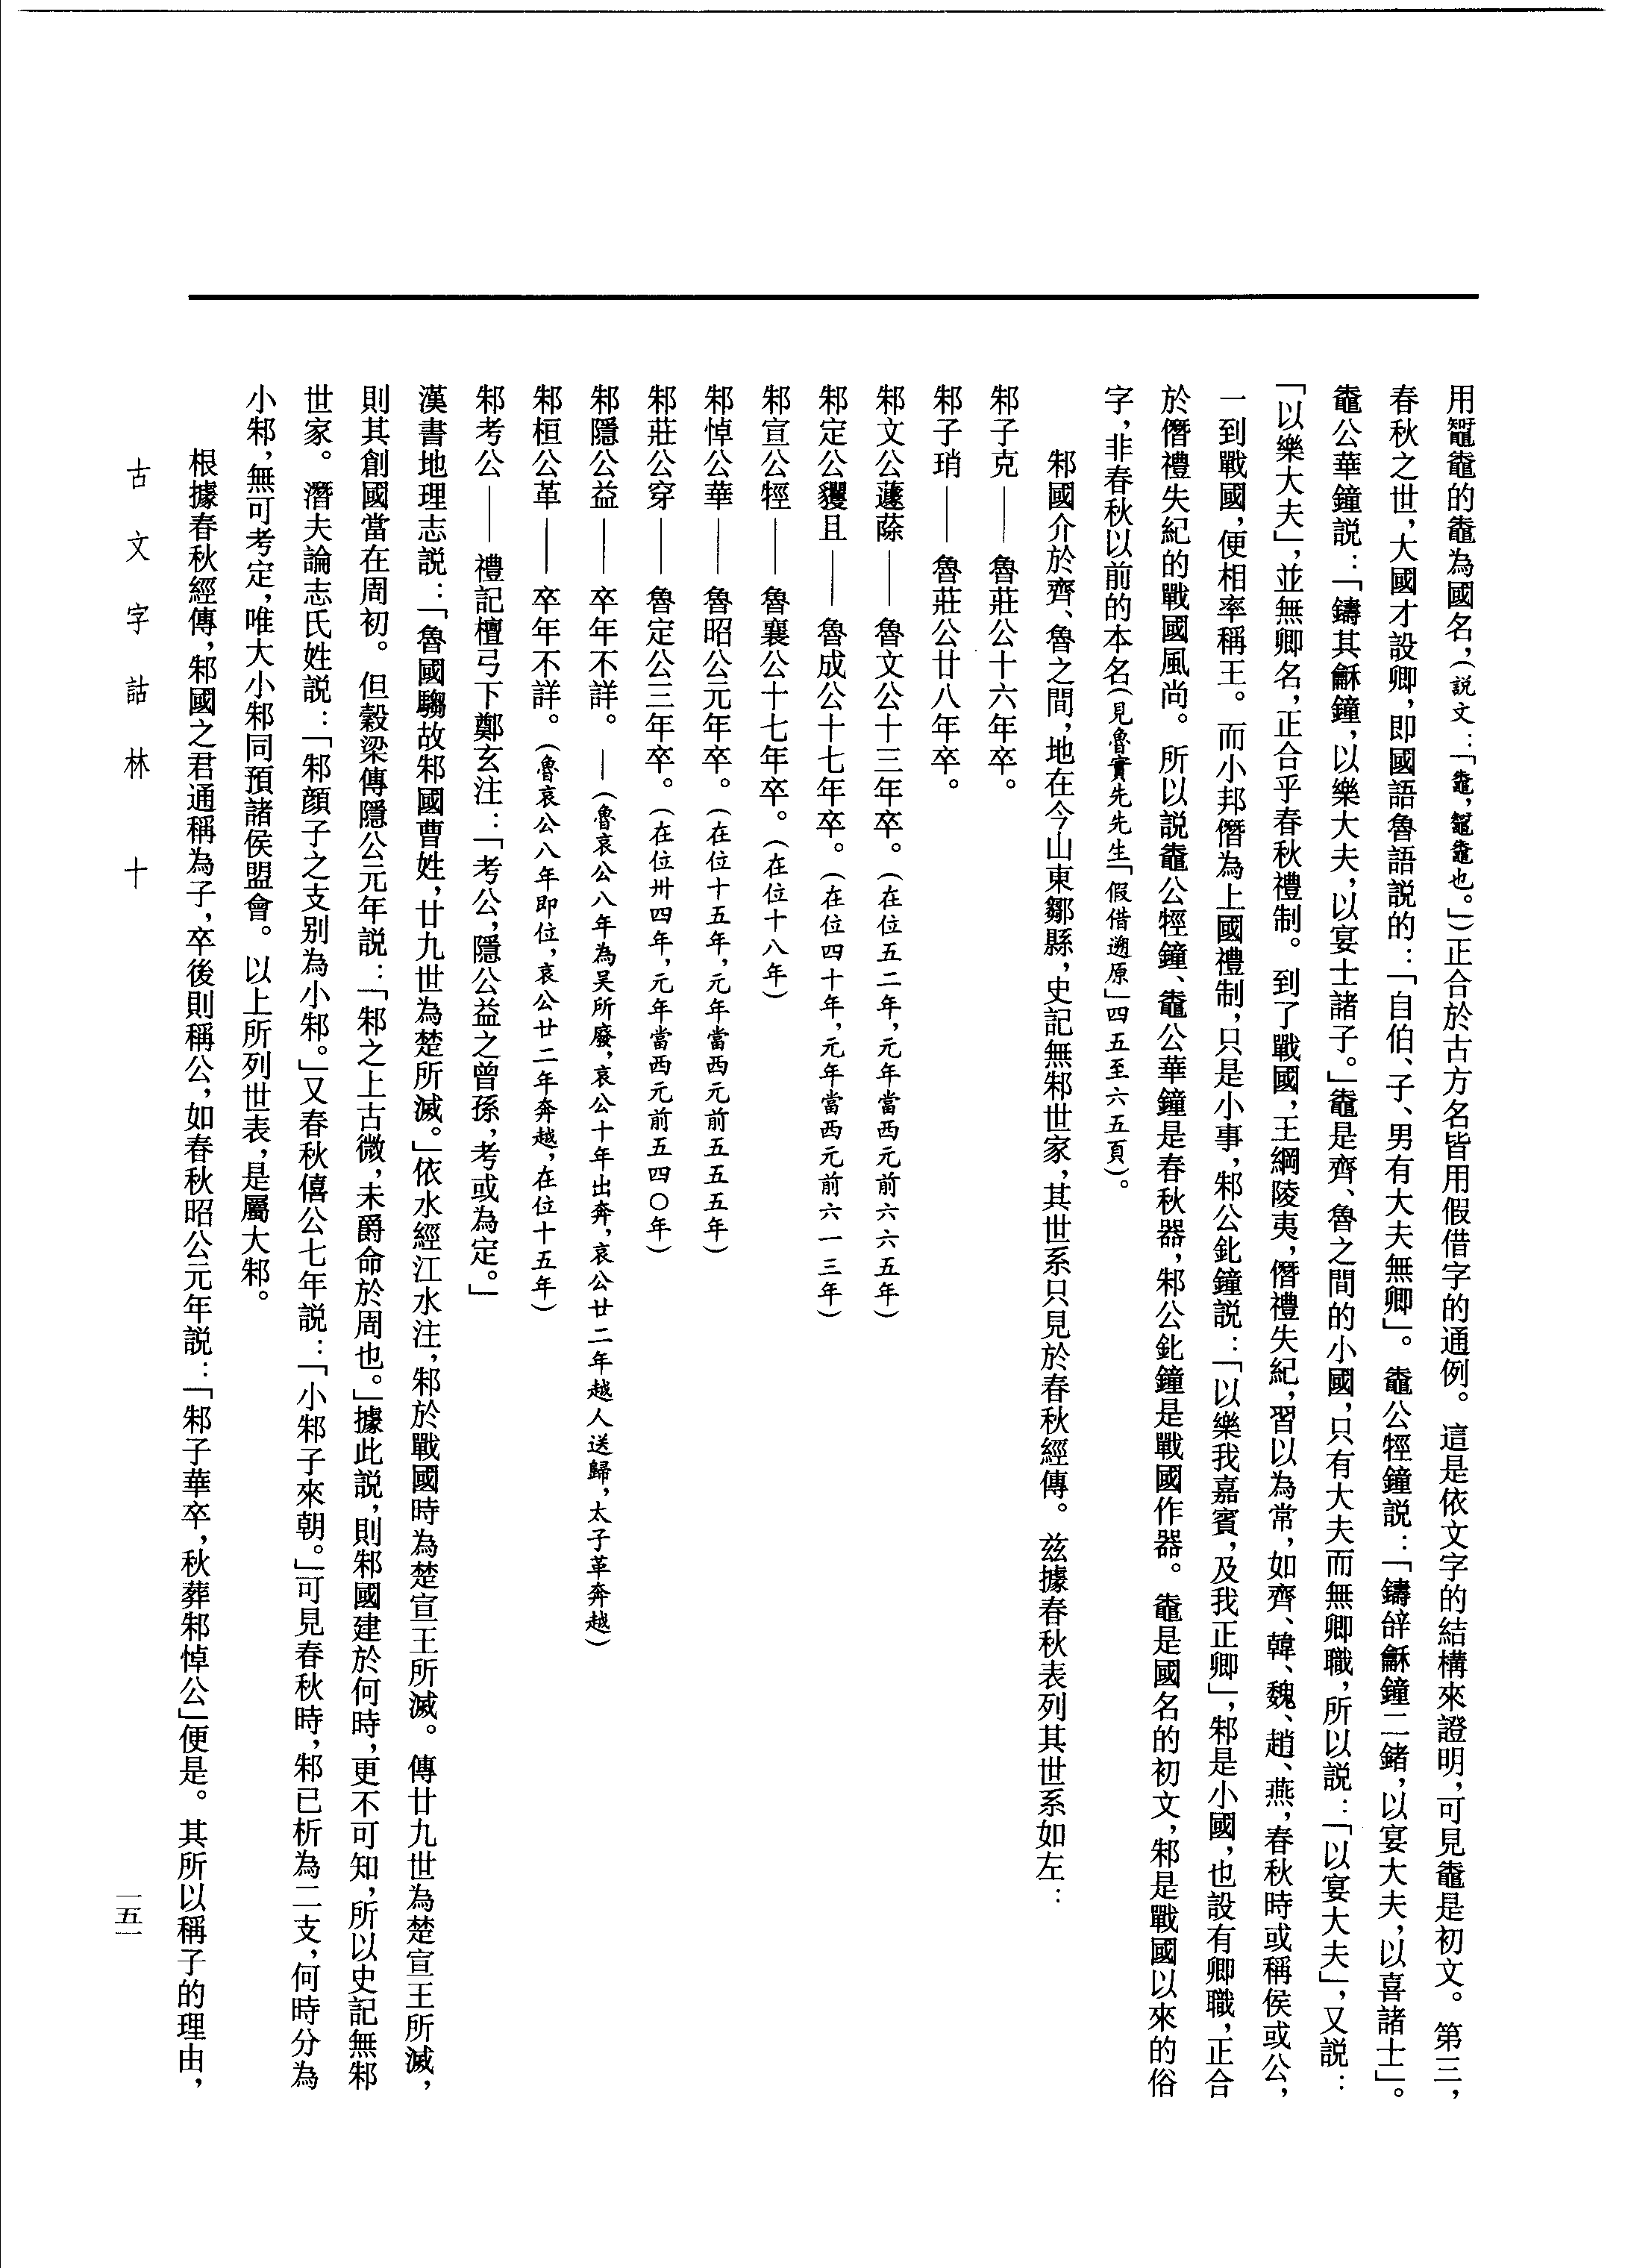 用鼅鼄的鼄為國名，（説文：「鼄，鼅鼄也。」）正合於古方名皆用假借字的通例。這是依文字的結構來證明，可見鼄是初文。第三，
春秋之世，大國才設卿，即國語魯語説的：「自伯、子、男有大夫無卿」。鼄公牼鐘説：「鑄辝龢鐘二鍺，以宴大夫，以喜諸士」。
鼄公華鐘説：「鑄其龢鐘，以樂大夫，以宴士諸子。」鼄是齊、魯之間的小國，只有大夫而無卿職，所以説：「以宴大夫」，又説：
「以樂大夫」，並無卿名，正合乎春秋禮制。到了戰國，王綱陵夷，僭禮失紀，習以為常，如齊、韓、魏、趙、燕，春秋時或稱侯或公，
一到戰國，便相率稱王。而小邦僭為上國禮制，只是小事，邾公釛鐘説：「以樂我嘉賓，及我正卿」，邾是小國，也設有卿職，正合
於僭禮失紀的戰國風尚。所以説鼄公牼鐘、鼄公華鐘是春秋器，邾公釛鐘是戰國作器。鼄是國名的初文，邾是戰國以來的俗
字，非春秋以前的本名（見魯實先先生「假借遡原」四五至六五頁）。
邾國介於齊、魯之間，地在今山東鄒縣，史記無邾世家，其世系只見於春秋經傳。兹據春秋表列其世系如左：
邾子克——魯莊公十六年卒。
邾子瑣——魯莊公廿八年卒。
邾文公蘧蒢——魯文公十三年卒。（在位五二年，元年當西元前六六五年）
邾定公貜且——魯成公十七年卒。（在位四十年，元年當西元前六一三年）
邾宣公牼——魯襄公十七年卒。（在位十八年）
邾悼公華——魯昭公元年卒。（在位十五年，元年當西元前五五五年）
邾莊公穿——魯定公三年卒。（在位卅四年，元年當西元前五四〇年）
邾隱公益——卒年不詳。—（魯哀公八年為吴所廢，哀公十年出奔，哀公廿二年越人送歸，太子革奔越）
邾桓公革——卒年不詳。（魯哀公八年即位，哀公廿二年奔越，在位十五年）
邾考公——禮記檀弓下鄭玄注：「考公，隱公益之曾孫，考或為定。」
漢書地理志説：「魯國騶故邾國曹姓，廿九世為楚所滅。」依水經江水注，邾於戰國時為楚宣王所滅。傳廿九世為楚宣王所滅，
則其創國當在周初。但穀梁傳隱公元年説：「邾之上古微，未爵命於周也。」據此説，則邾國建於何時，更不可知，所以史記無邾
世家。潛夫論志氏姓説：「邾顔子之支别為小邾。」又春秋僖公七年説：「小邾子來朝。」可見春秋時，邾已析為二支，何時分為
小邾，無可考定，唯大小邾同預諸侯盟會。以上所列世表，是屬大邾。
根據春秋經傳，邾國之君通稱為子，卒後則稱公，如春秋昭公元年説：「邾子華卒，秋葬邾悼公」便是。其所以稱子的理由，
古文字詁林 十
一五一